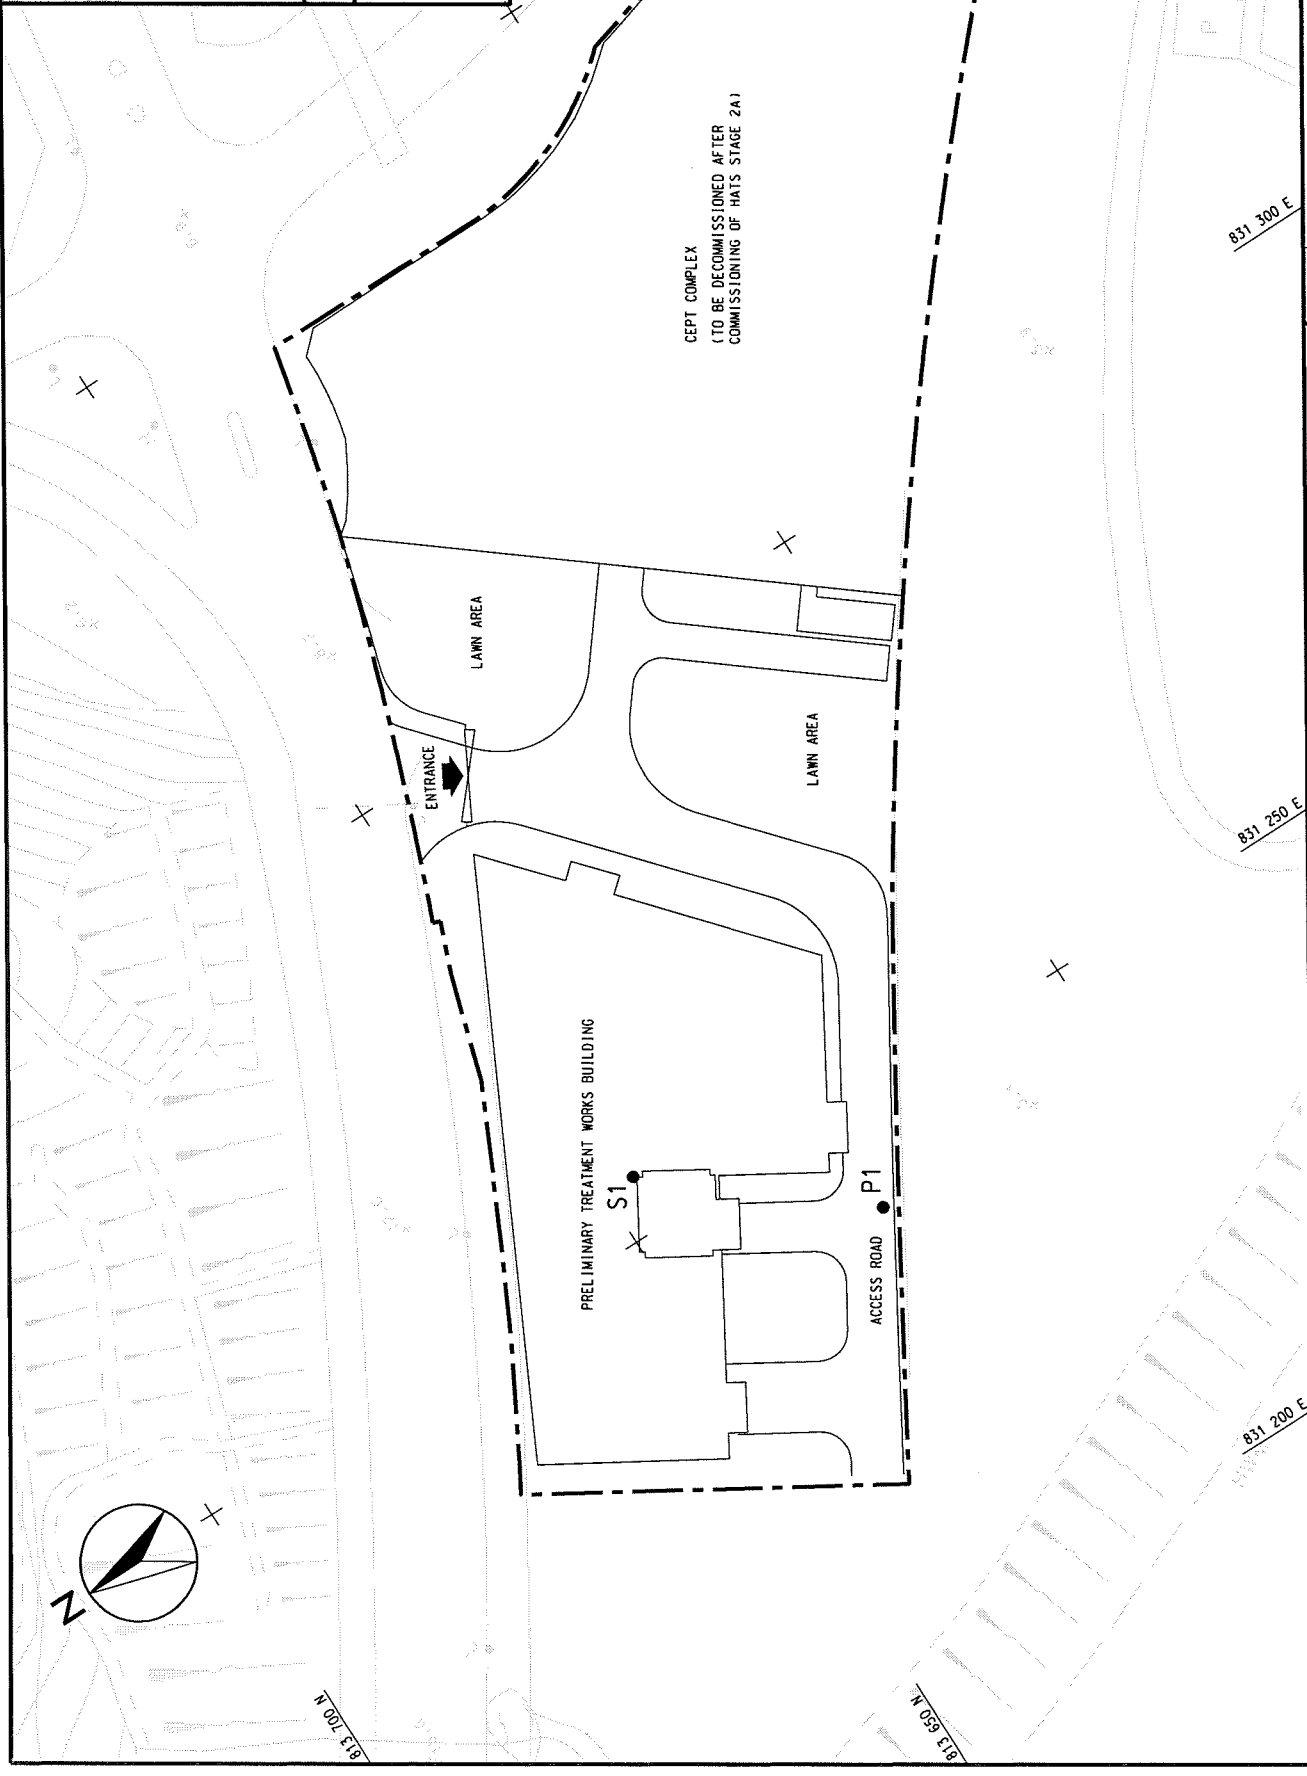 CEPT COMPLEX
(TO BE DECOMMISSIONED AFTER
COMMISSIONING OF HATS STAGE 2A)
831 300 E
LAWN AREA
ENTRANCE
LAWN AREA
831 250 E
PRELIMINARY TREATMENT WORKS BUILDING
S1
P1
ACCESS ROAD
831 200 E
N
813 700 N
813 650 N
P